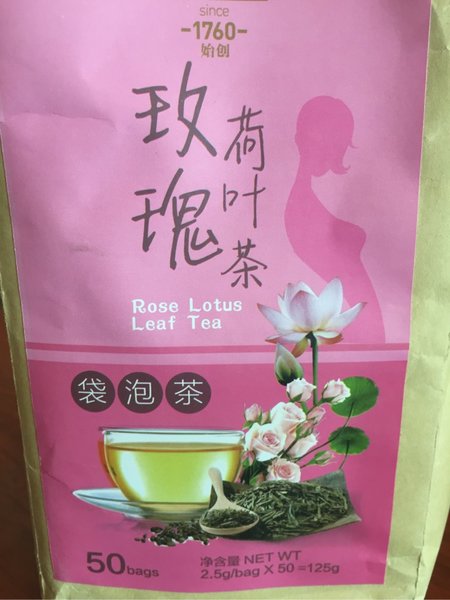 since
-1760-
始创
玫瑰
荷叶茶
Rose Lotus
Leaf Tea
袋泡茶
50bags
净含量 NET WT
2.5g/bag X 50 =125g